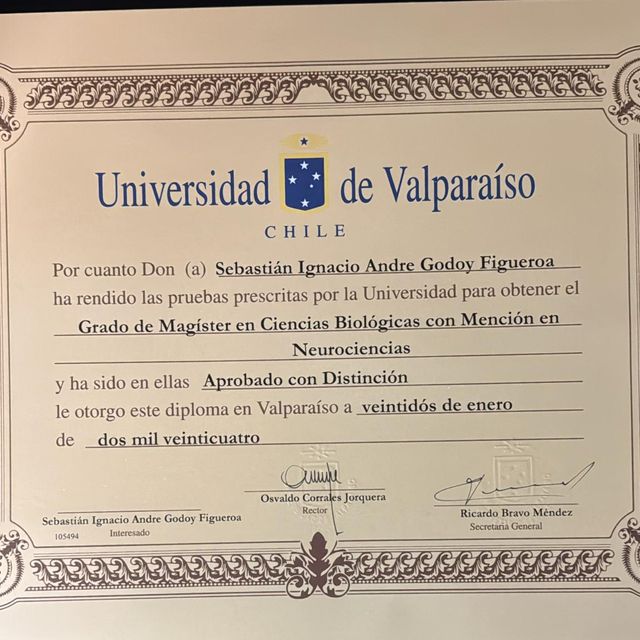 Universidad de Valparaíso
CHILE
Por cuanto Don (a) Sebastián Ignacio Andre Godoy Figueroa
ha rendido las pruebas prescritas por la Universidad para obtener el
Grado de Magíster en Ciencias Biológicas con Mención en
Neurociencias
y ha sido en ellas Aprobado con Distinción
le otorgo este diploma en Valparaíso a veintidós de enero
de dos mil veinticuatro
Osvaldo Corrales Jorquera
Rector
Ricardo Bravo Méndez
Secretaria General
Sebastián Ignacio Andre Godoy Figueroa
105494 Interesado